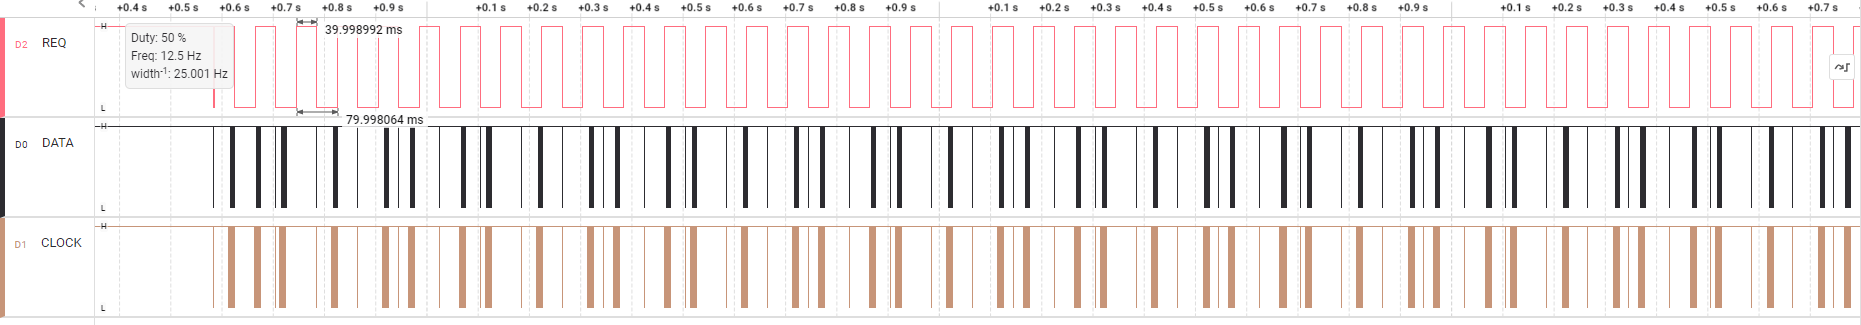 +0.4 s +0.5 s +0.6 s +0.7 s +0.8 s +0.9 s +0.1 s +0.2 s +0.3 s +0.4 s +0.5 s +0.6 s +0.7 s +0.8 s +0.9 s +0.1 s +0.2 s +0.3 s +0.4 s +0.5 s +0.6 s +0.7 s +0.8 s +0.9 s +0.1 s +0.2 s +0.3 s +0.4 s +0.5 s +0.6 s +0.7 s
H
D2 REQ
L
Duty: 50 %
Freq: 12.5 Hz
width-1: 25.001 Hz
39.998992 ms
79.998064 ms
H
D0 DATA
L
H
D1 CLOCK
L